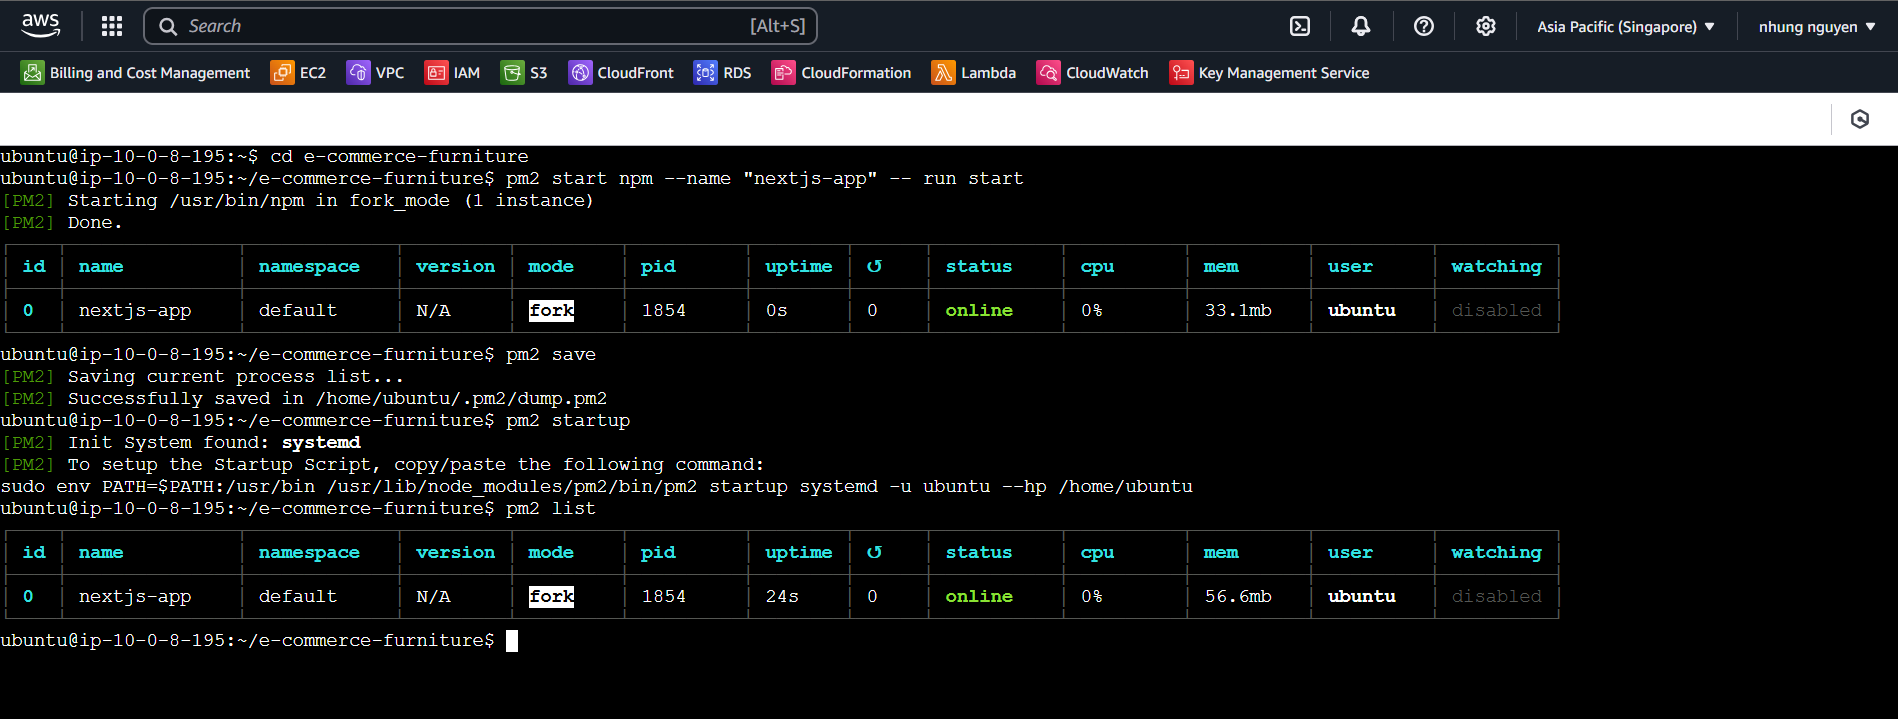 aws Search [Alt+S] Asia Pacific (Singapore) ▼ nhung nguyen ▼
Billing and Cost Management EC2 VPC IAM S3 CloudFront RDS CloudFormation Lambda CloudWatch Key Management Service
ubuntu@ip-10-0-8-195:~$ cd e-commerce-furniture
ubuntu@ip-10-0-8-195:~/e-commerce-furniture$ pm2 start npm --name "nextjs-app" -- run start
[PM2] Starting /usr/bin/npm in fork_mode (1 instance)
[PM2] Done.
id name namespace version mode pid uptime ↺ status cpu mem user watching
0 nextjs-app default N/A fork 1854 0s 0 online 0% 33.1mb ubuntu disabled
ubuntu@ip-10-0-8-195:~/e-commerce-furniture$ pm2 save
[PM2] Saving current process list...
[PM2] Successfully saved in /home/ubuntu/.pm2/dump.pm2
ubuntu@ip-10-0-8-195:~/e-commerce-furniture$ pm2 startup
[PM2] Init System found: systemd
[PM2] To setup the Startup Script, copy/paste the following command:
sudo env PATH=$PATH:/usr/bin /usr/lib/node_modules/pm2/bin/pm2 startup systemd -u ubuntu --hp /home/ubuntu
ubuntu@ip-10-0-8-195:~/e-commerce-furniture$ pm2 list
id name namespace version mode pid uptime ↺ status cpu mem user watching
0 nextjs-app default N/A fork 1854 24s 0 online 0% 56.6mb ubuntu disabled
ubuntu@ip-10-0-8-195:~/e-commerce-furniture$